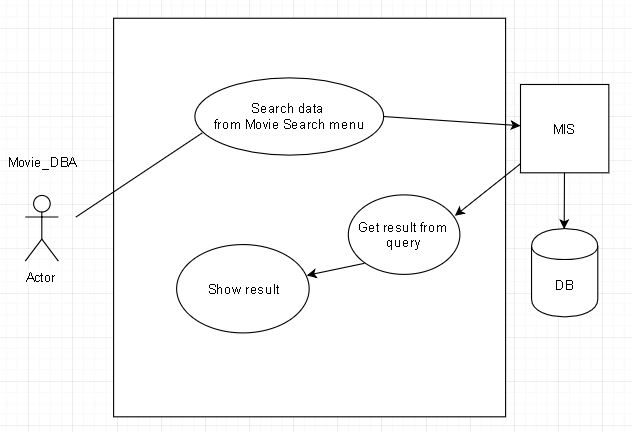 Search data
from Movie Search menu
MIS
Movie_DBA
Get result from
query
Actor
Show result
DB